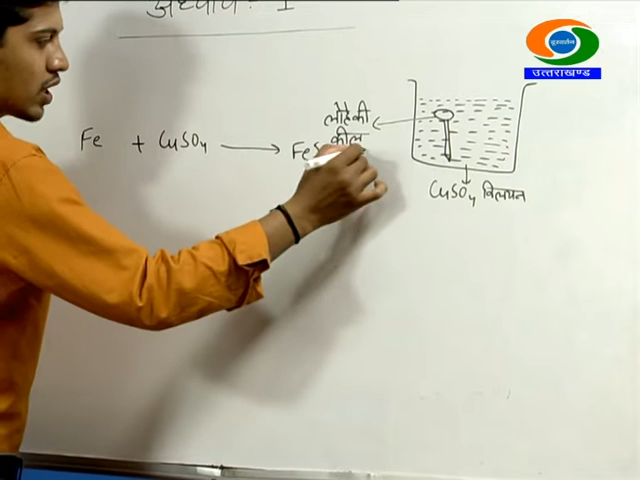 अध्याय - 1
दूरदर्शन
उत्तराखण्ड
लोहे की
कील
Fe + CuSO4 ⟶ FeS
CuSO4 विलयन